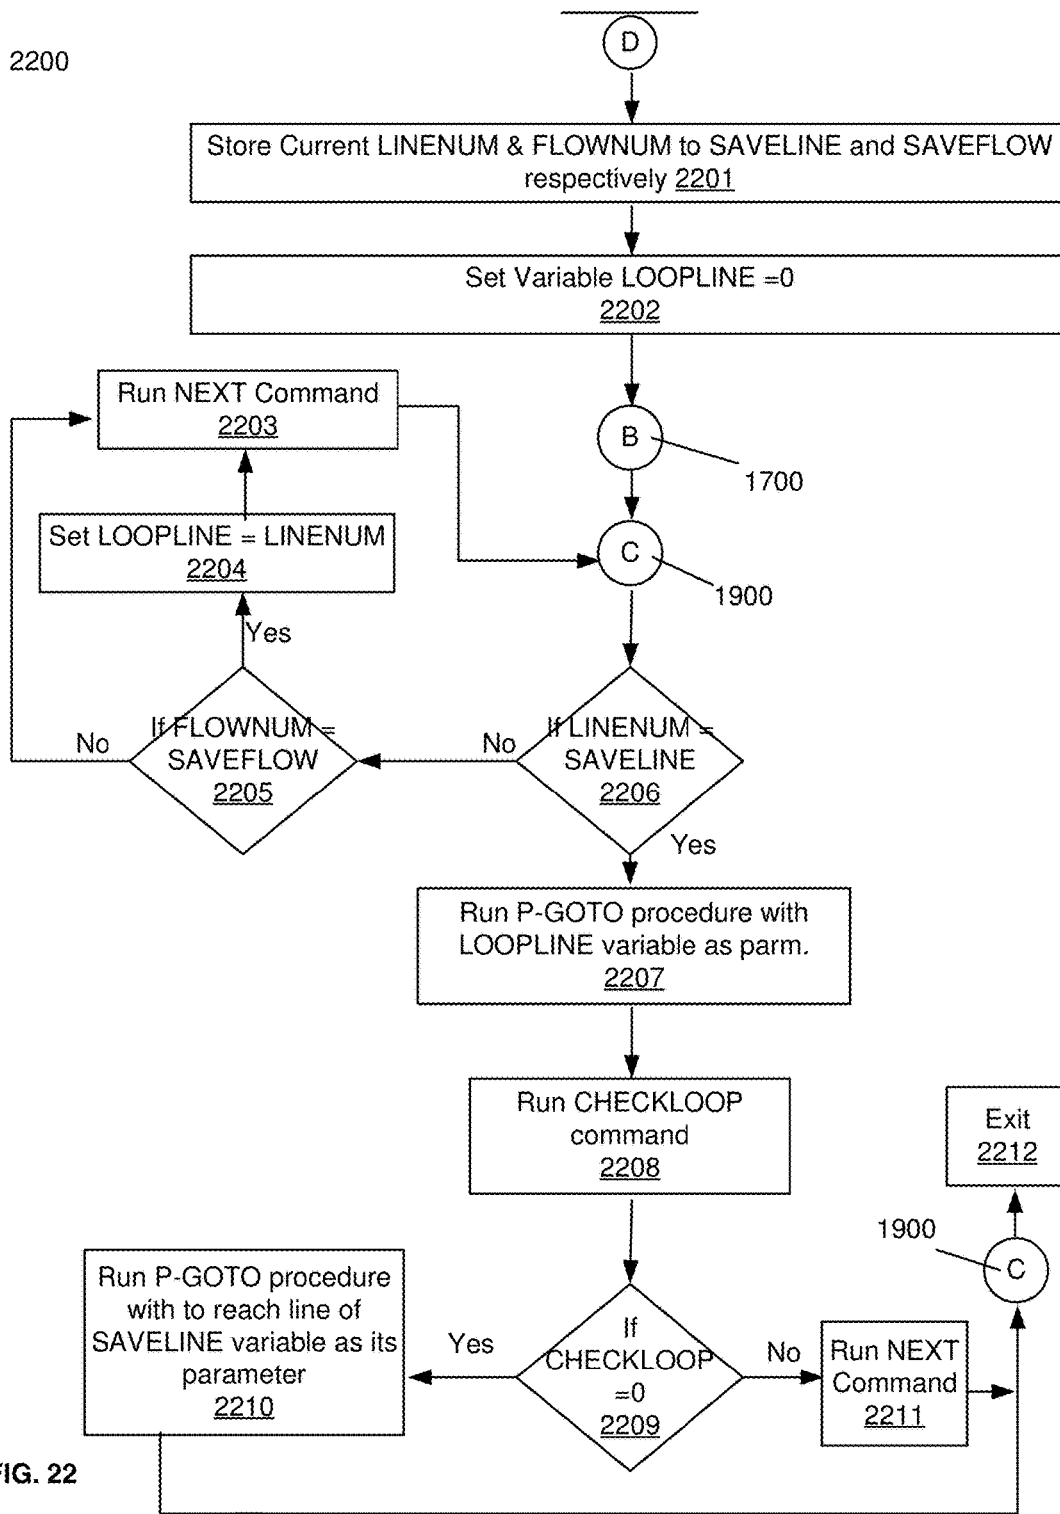 2200
D
Store Current LINENUM & FLOWNUM to SAVELINE and SAVEFLOW
respectively 2201
Set Variable LOOPLINE =0
2202
Run NEXT Command
2203
B
1700
Set LOOPLINE = LINENUM
2204
C
1900
Yes
If FLOWNUM =
SAVEFLOW
2205
No
If LINENUM =
SAVELINE
2206
No
Yes
Run P-GOTO procedure with
LOOPLINE variable as parm.
2207
Run CHECKLOOP
command
2208
Exit
2212
1900
C
Run P-GOTO procedure
with to reach line of
SAVELINE variable as its
parameter
2210
Yes
If
CHECKLOOP
=0
2209
No
Run NEXT
Command
2211
FIG. 22